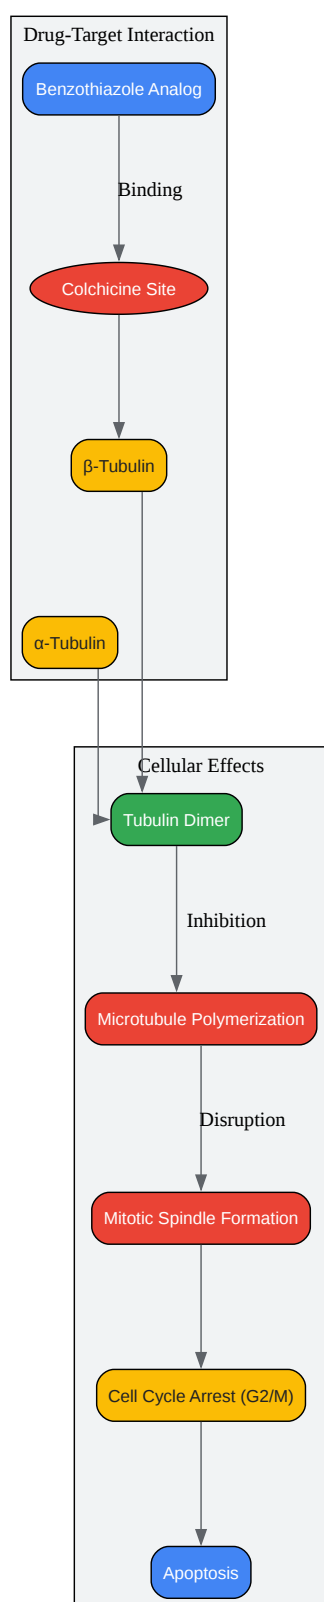 Drug-Target Interaction
Benzothiazole Analog
Binding
Colchicine Site
β-Tubulin
α-Tubulin
Cellular Effects
Tubulin Dimer
Inhibition
Microtubule Polymerization
Disruption
Mitotic Spindle Formation
Cell Cycle Arrest (G2/M)
Apoptosis